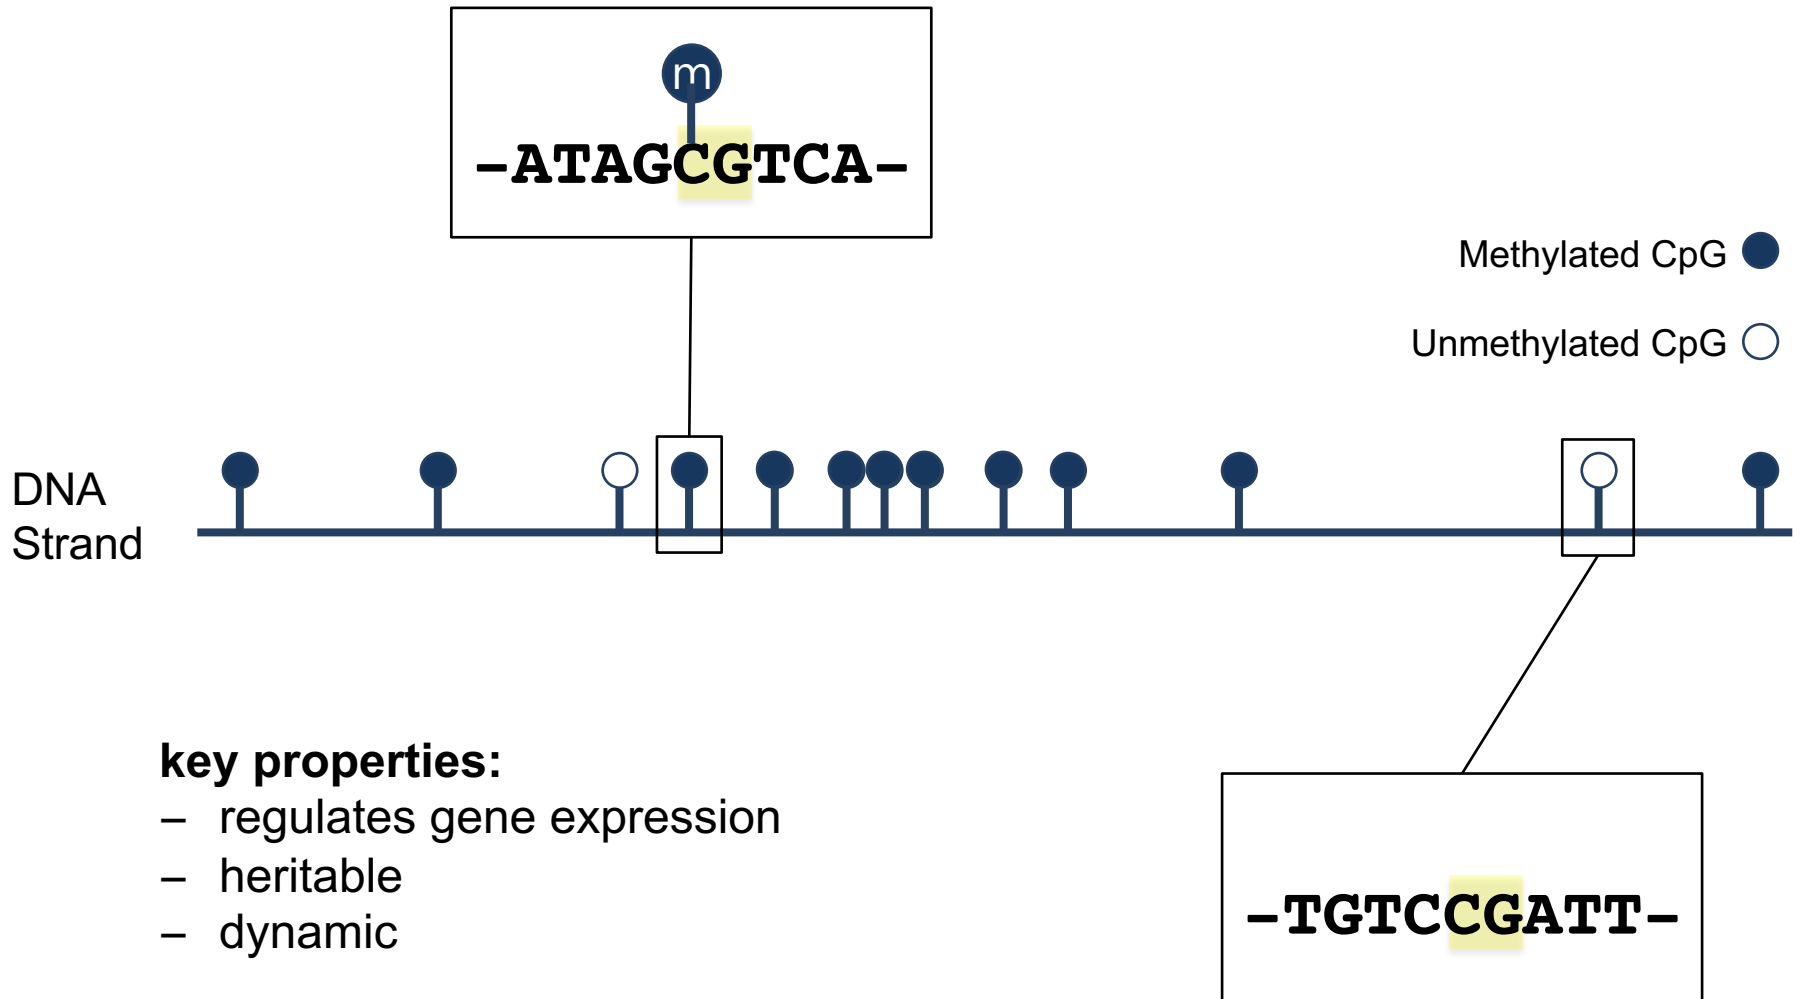 m
–ATAGCGTCA–
Methylated CpG
Unmethylated CpG
DNA
Strand
key properties:
– regulates gene expression
– heritable
– dynamic
–TGTCCGATT–